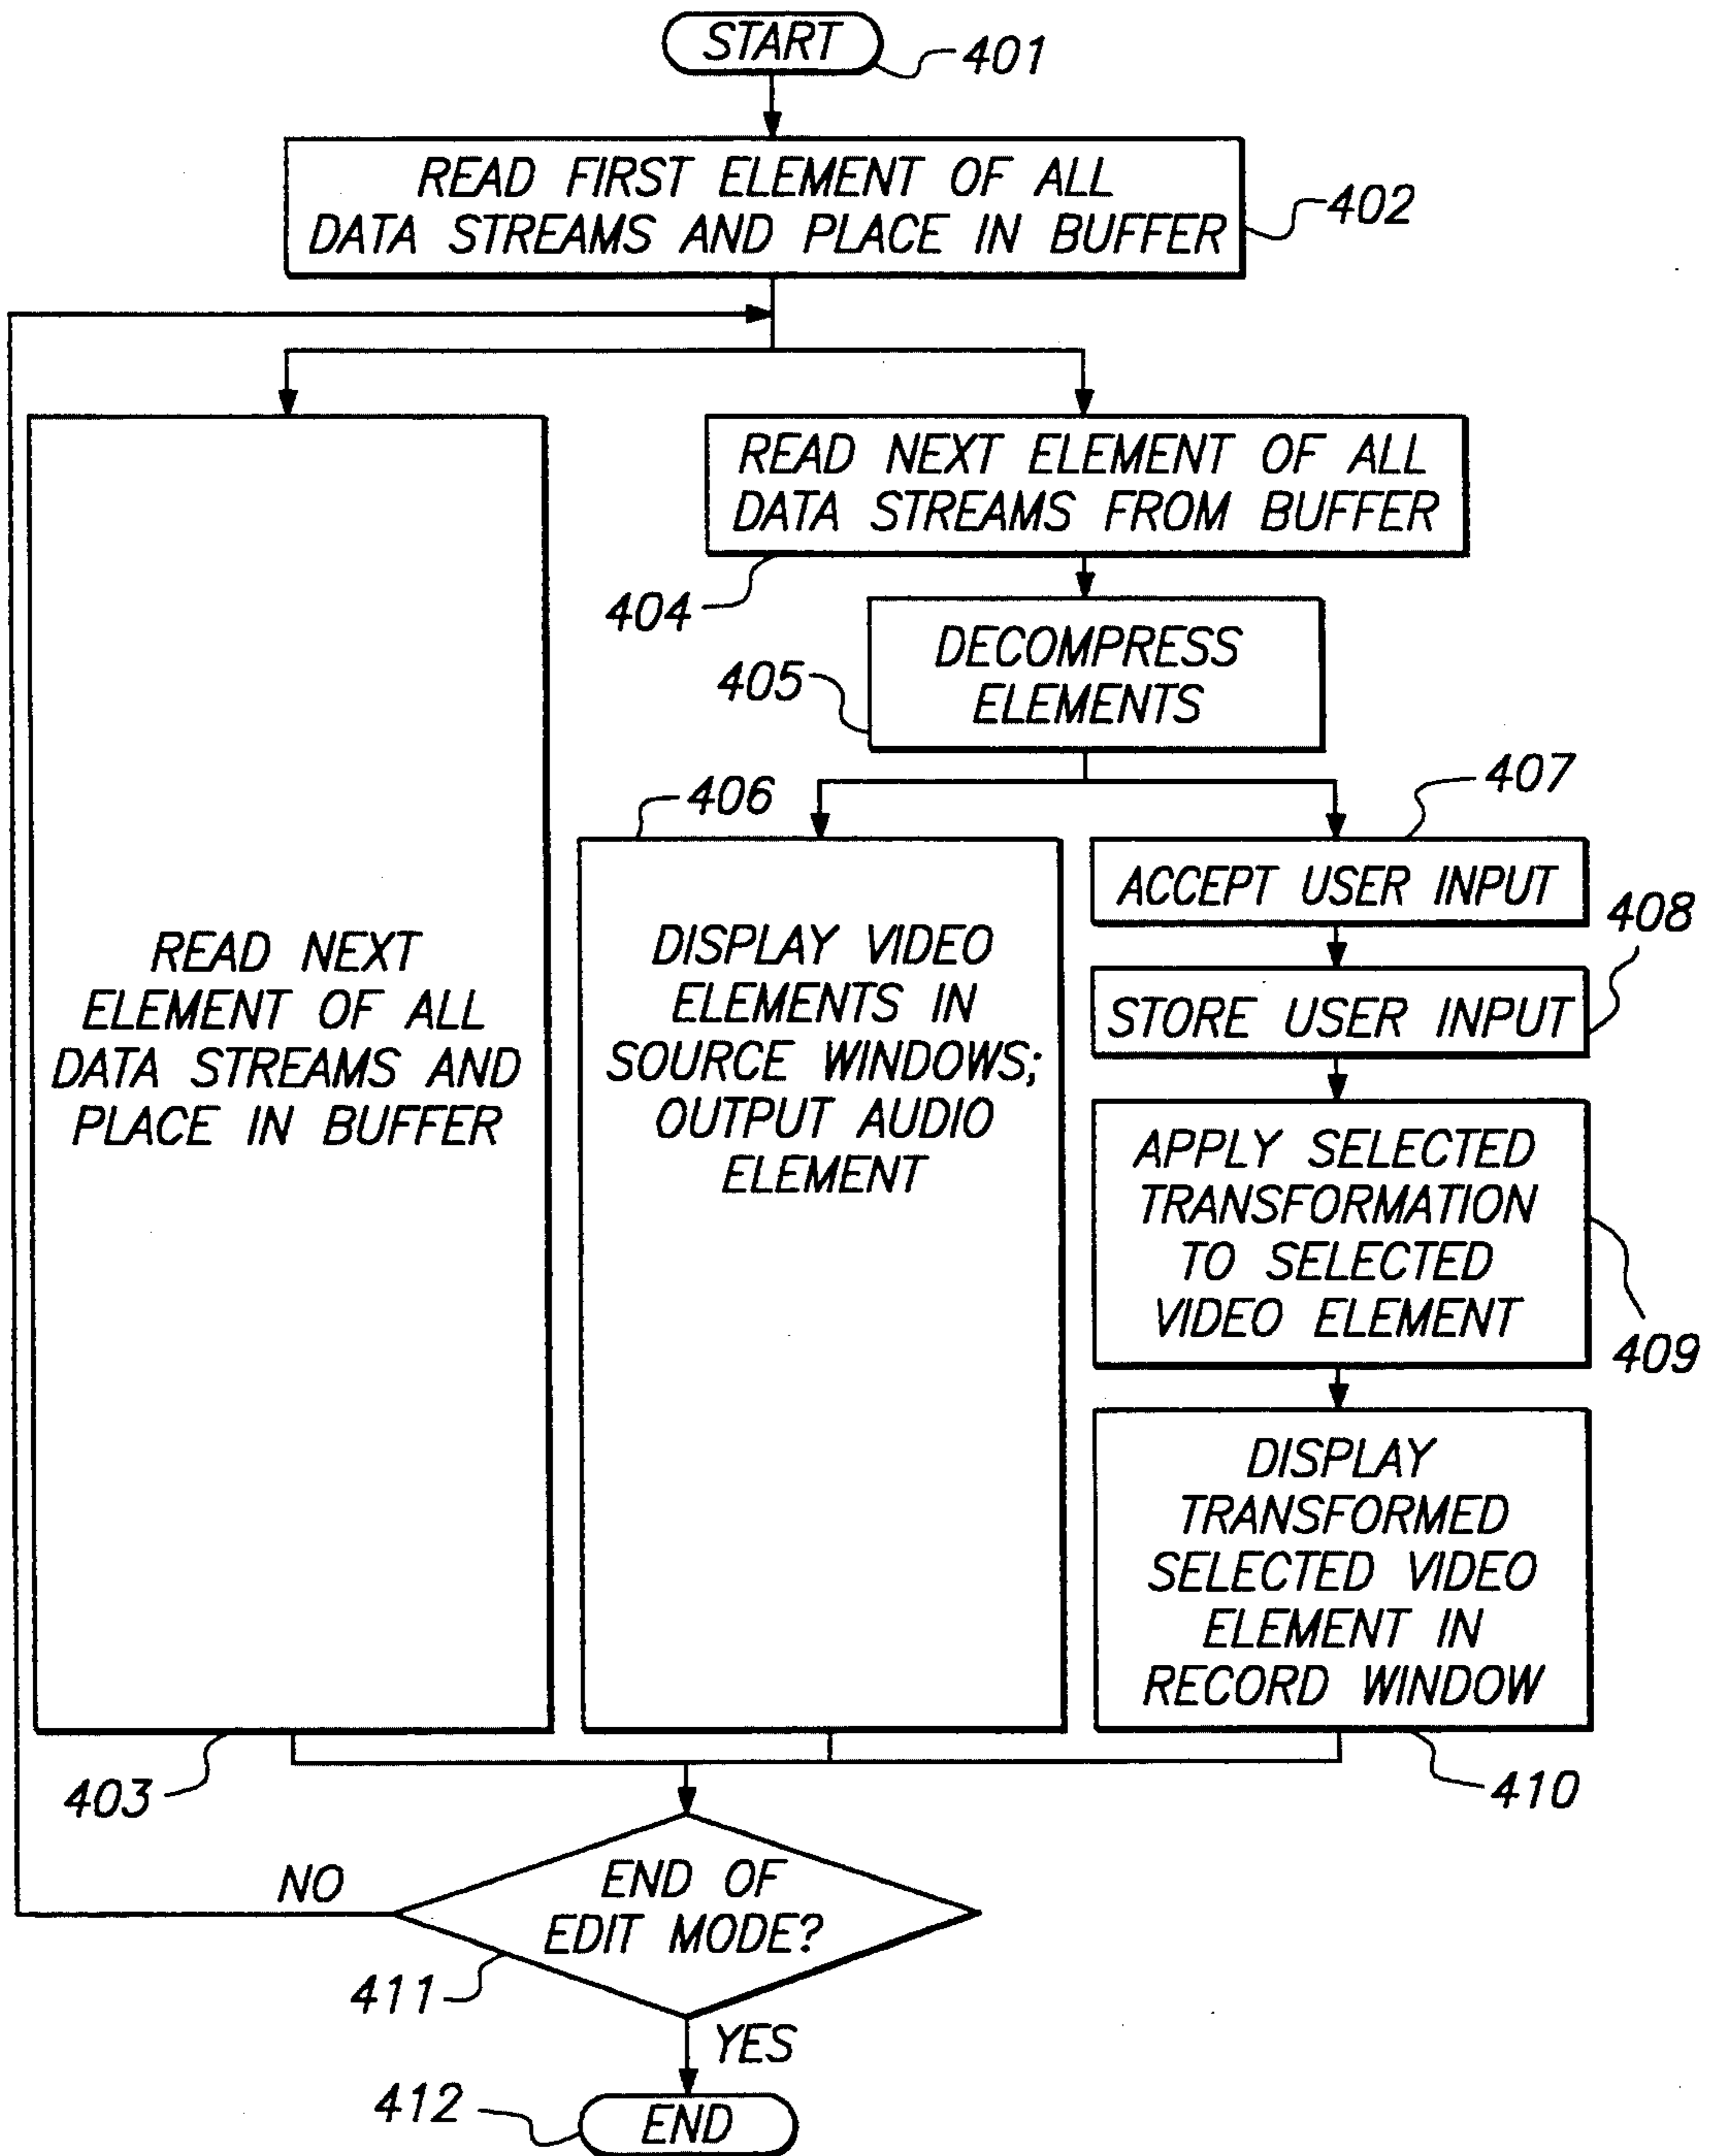 START
401
READ FIRST ELEMENT OF ALL
DATA STREAMS AND PLACE IN BUFFER
402
READ NEXT ELEMENT OF ALL
DATA STREAMS FROM BUFFER
404
DECOMPRESS
ELEMENTS
405
READ NEXT
ELEMENT OF ALL
DATA STREAMS AND
PLACE IN BUFFER
403
406
DISPLAY VIDEO
ELEMENTS IN
SOURCE WINDOWS;
OUTPUT AUDIO
ELEMENT
407
ACCEPT USER INPUT
408
STORE USER INPUT
APPLY SELECTED
TRANSFORMATION
TO SELECTED
VIDEO ELEMENT
409
DISPLAY
TRANSFORMED
SELECTED VIDEO
ELEMENT IN
RECORD WINDOW
410
NO
END OF
EDIT MODE?
411
YES
412
END